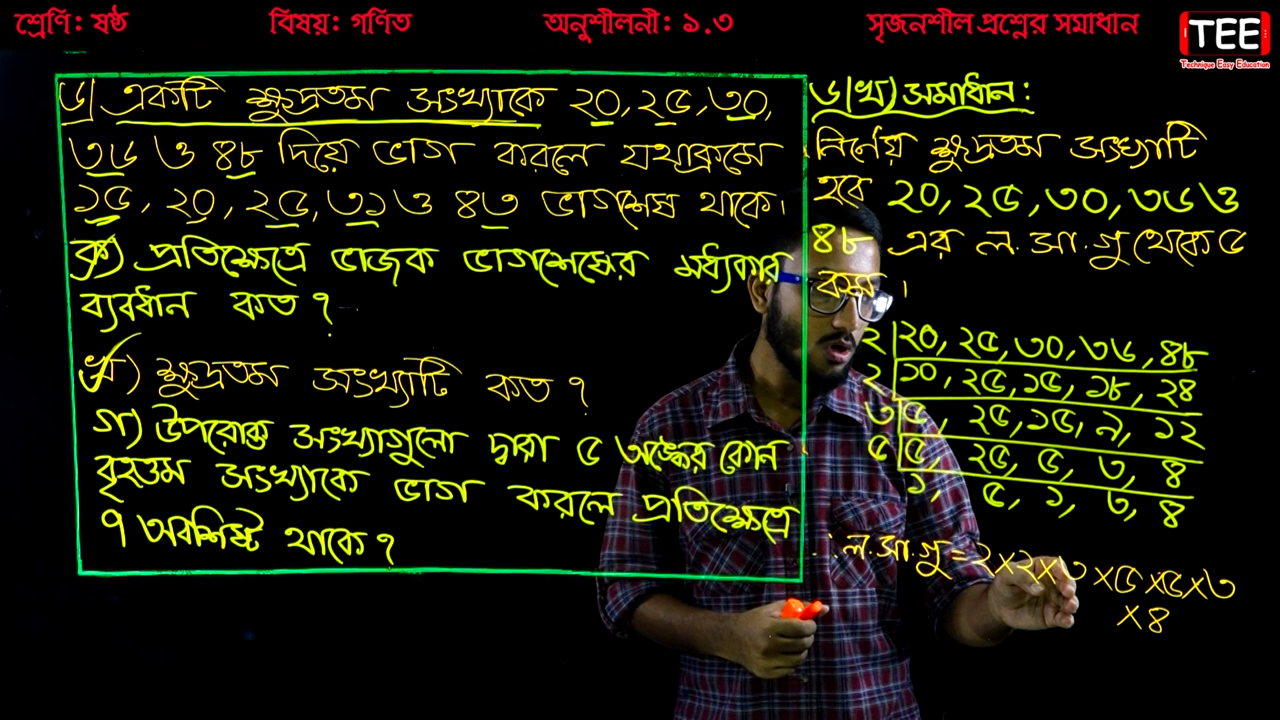 শ্রেণি: ষষ্ঠ
বিষয়: গণিত
অনুশীলনী: ১.৩
সৃজনশীল প্রশ্নের সমাধান
TEE
Technique Easy Education
৬। একটি ক্ষুদ্রতম সংখ্যাকে ২০, ২৫, ৩০,
৩৬ ও ৪৮ দিয়ে ভাগ করলে যথাক্রমে
১৫, ২০, ২৫, ৩১ ও ৪৩ ভাগশেষ থাকে।
ক) প্রতিক্ষেত্রে ভাজক ভাগশেষের মধ্যকার
ব্যবধান কত ?
খ) ক্ষুদ্রতম সংখ্যাটি কত ?
গ) উপরোক্ত সংখ্যাগুলো দ্বারা ৫ অঙ্কের কোন
বৃহত্তম সংখ্যাকে ভাগ করলে প্রতিক্ষেত্রে
৭ অবশিষ্ট থাকে ?
৬।(খ) সমাধান:
নির্ণেয় ক্ষুদ্রতম সংখ্যাটি
হবে ২০, ২৫, ৩০, ৩৬ ও
৪৮ এর ল.সা.গু থেকে ৫
কম।
২|২০, ২৫, ৩০, ৩৬, ৪৮
২|১০, ২৫, ১৫, ১৮, ২৪
৩|৫, ২৫, ১৫, ৯, ১২
৫|৫, ২৫, ৫, ৩, ৪
১, ৫, ১, ৩, ৪
∴ ল.সা.গু = ২×২×৩×৫×৫×৩
×৪